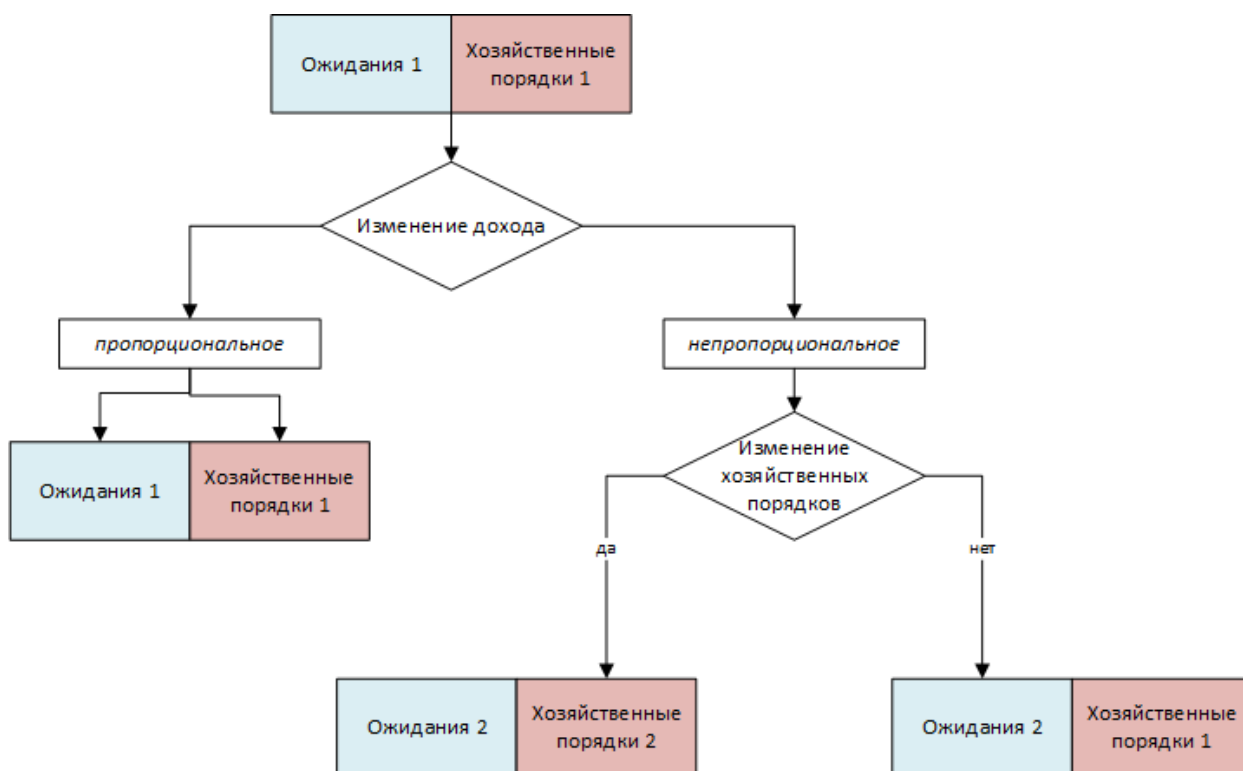 Ожидания 1
Хозяйственные
порядки 1
Изменение дохода
пропорциональное
непропорциональное
Ожидания 1
Хозяйственные
порядки 1
Изменение
хозяйственных
порядков
да
нет
Ожидания 2
Хозяйственные
порядки 2
Ожидания 2
Хозяйственные
порядки 1